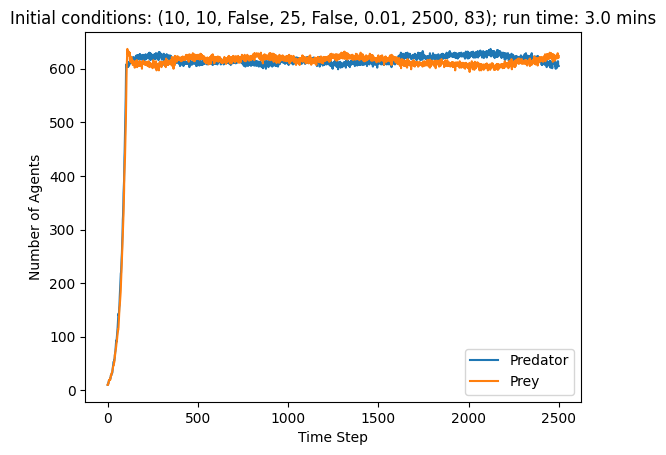 Initial conditions: (10, 10, False, 25, False, 0.01, 2500, 83); run time: 3.0 mins
600
500
400
300
200
100
0
Number of Agents
Predator
Prey
0 500 1000 1500 2000 2500
Time Step